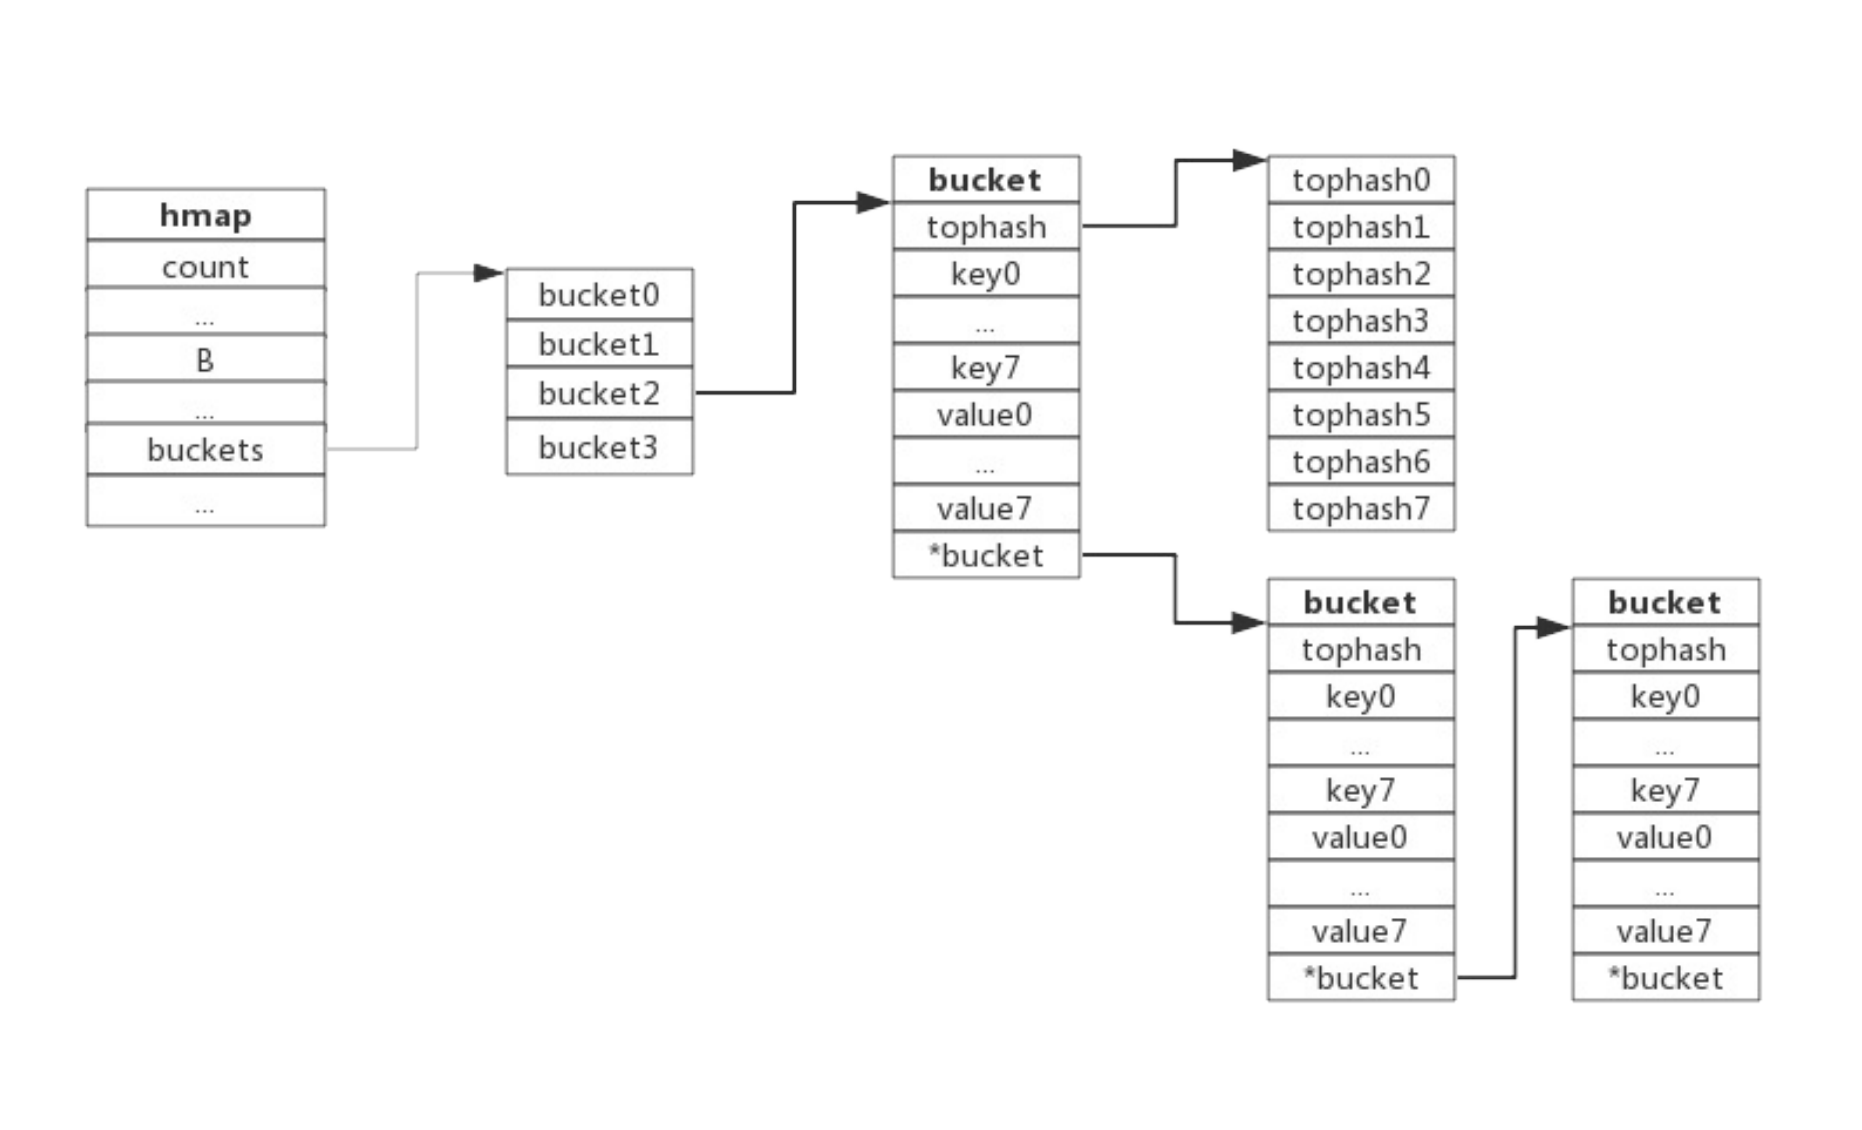 hmap
count
...
B
...
buckets
...
bucket0
bucket1
bucket2
bucket3
bucket
tophash
key0
...
key7
value0
...
value7
*bucket
tophash0
tophash1
tophash2
tophash3
tophash4
tophash5
tophash6
tophash7
bucket
tophash
key0
...
key7
value0
...
value7
*bucket
bucket
tophash
key0
...
key7
value0
...
value7
*bucket